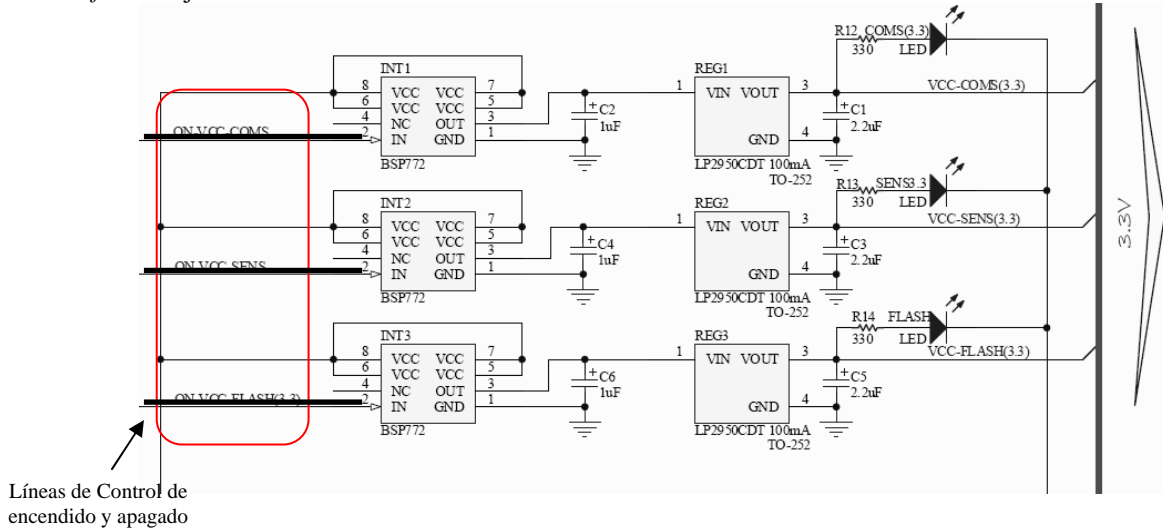 R12 COMS(3.3)
330 LED
INT1
REG1
8 VCC VCC 7
6 VCC VCC 5
4 NC OUT 3
2 IN GND 1
BSP772
ON-VCC-COMS
+C2
1uF
1 VIN VOUT 3
GND 4
LP2950CDT 100mA
TO-252
VCC-COMS(3.3)
+C1
2.2uF
R13 SENS3.3
330 LED
INT2
REG2
8 VCC VCC 7
6 VCC VCC 5
4 NC OUT 3
2 IN GND 1
BSP772
ON-VCC-SENS
+C4
1uF
1 VIN VOUT 3
GND 4
LP2950CDT 100mA
TO-252
VCC-SENS(3.3)
+C3
2.2uF
3.3V
R14 FLASH
330 LED
INT3
REG3
8 VCC VCC 7
6 VCC VCC 5
4 NC OUT 3
2 IN GND 1
BSP772
ON-VCC-FLASH(3.3)
+C6
1uF
1 VIN VOUT 3
GND 4
LP2950CDT 100mA
TO-252
VCC-FLASH(3.3)
+C5
2.2uF
Líneas de Control de
encendido y apagado